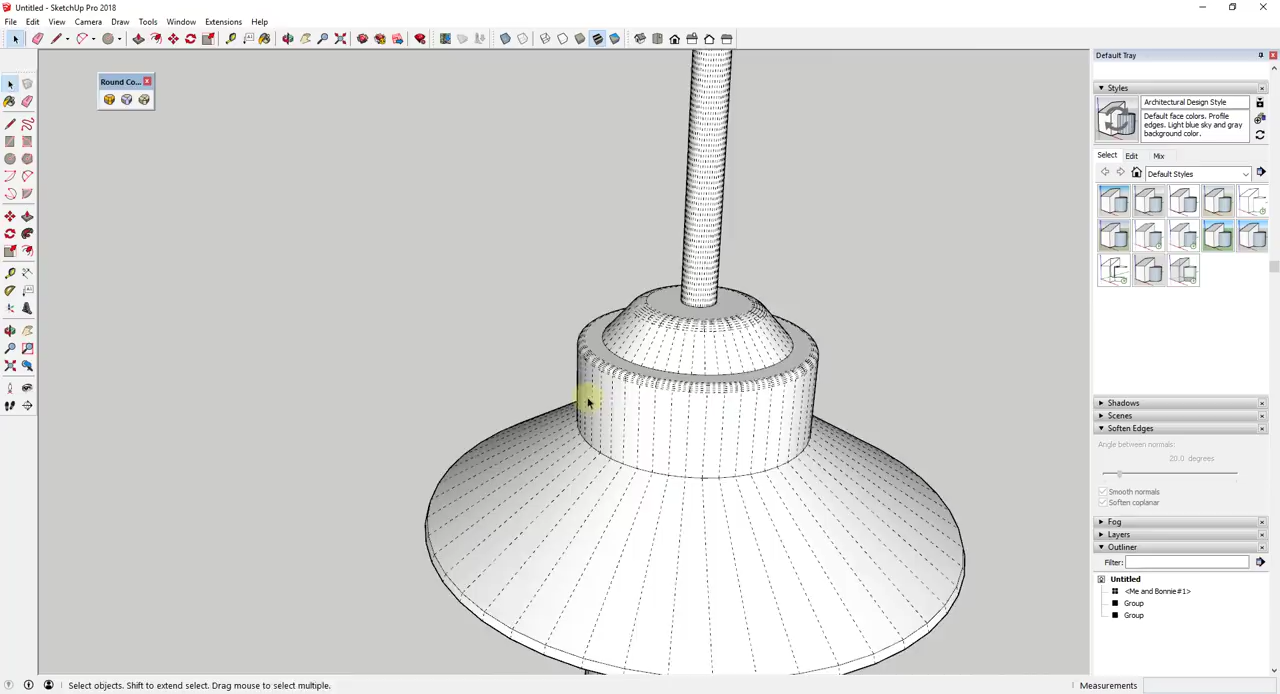 Untitled - SketchUp Pro 2018
File Edit View Camera Draw Tools Window Extensions Help
Default Tray
Round Co...
Styles
Architectural Design Style
Default face colors. Profile
edges. Light blue sky and gray
background color.
Select Edit Mix
Default Styles
Shadows
Scenes
Soften Edges
Angle between normals:
20.0 degrees
Smooth normals
Soften coplanar
Fog
Layers
Outliner
Filter:
Untitled
<Me and Bonnie#1>
Group
Group
Select objects. Shift to extend select. Drag mouse to select multiple.
Measurements